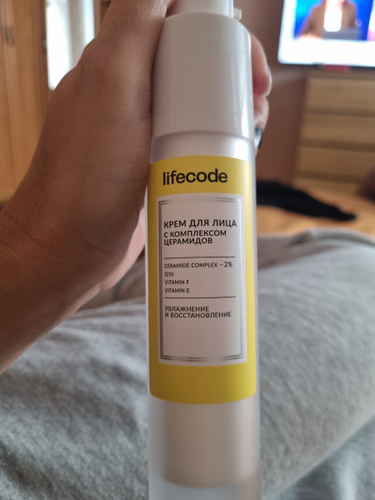 lifecode
КРЕМ ДЛЯ ЛИЦА
С КОМПЛЕКСОМ
ЦЕРАМИДОВ
CERAMIDE COMPLEX – 2%
Q10
VITAMIN F
VITAMIN E
УВЛАЖНЕНИЕ
И ВОССТАНОВЛЕНИЕ